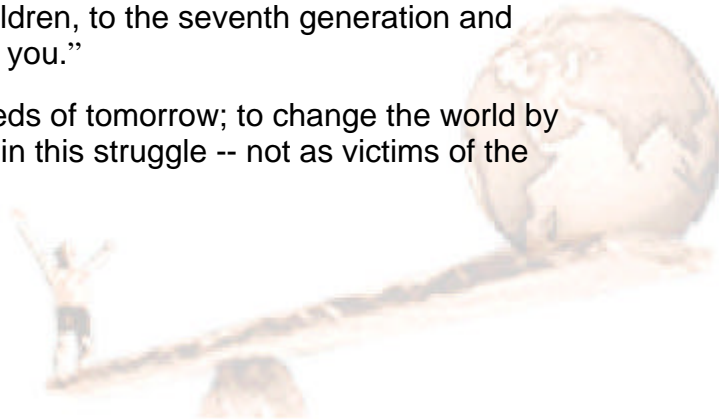 ldren, to the seventh generation and
you.”
eds of tomorrow; to change the world by
in this struggle -- not as victims of the